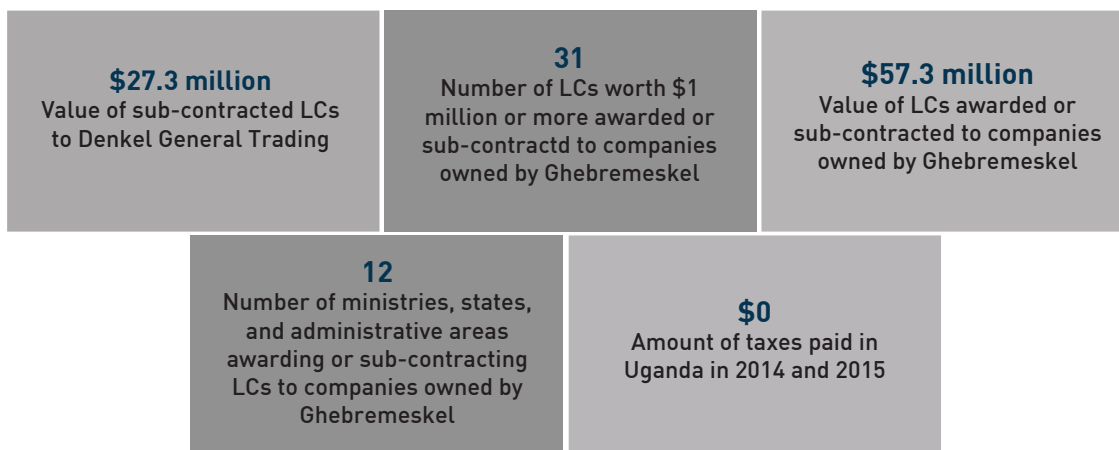 $27.3 million
Value of sub-contracted LCs
to Denkel General Trading
31
Number of LCs worth $1
million or more awarded or
sub-contractd to companies
owned by Ghebremeskel
$57.3 million
Value of LCs awarded or
sub-contracted to companies
owned by Ghebremeskel
12
Number of ministries, states,
and administrative areas
awarding or sub-contracting
LCs to companies owned by
Ghebremeskel
$0
Amount of taxes paid in
Uganda in 2014 and 2015